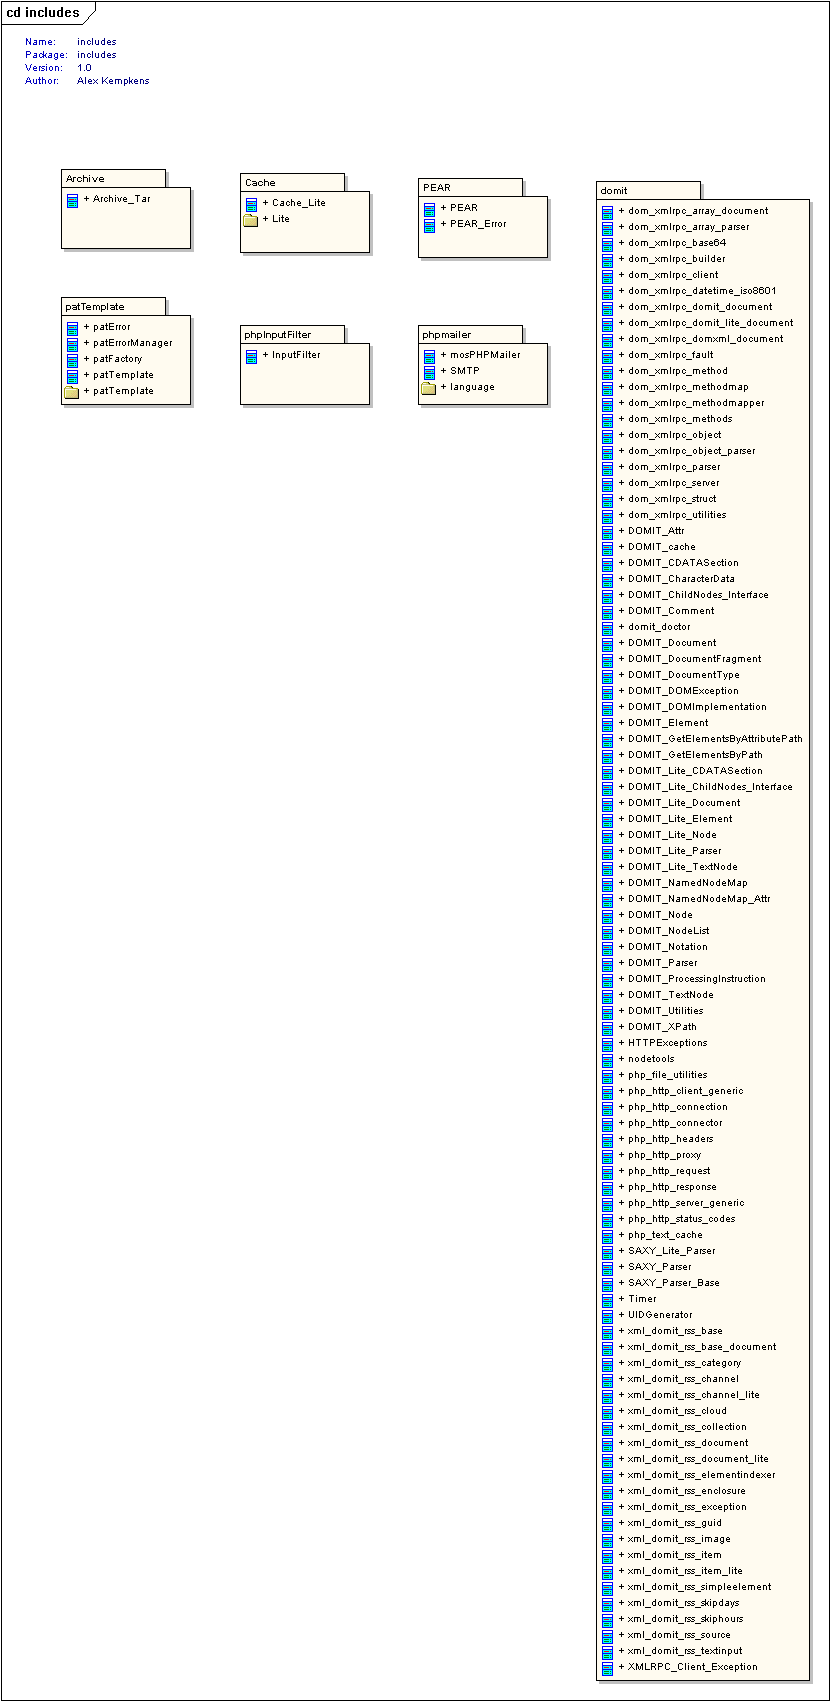 cd includes
Name: includes
Package: includes
Version: 1.0
Author: Alex Kempkens
Archive
+ Archive_Tar
Cache
+ Cache_Lite
+ Lite
PEAR
+ PEAR
+ PEAR_Error
patTemplate
+ patError
+ patErrorManager
+ patFactory
+ patTemplate
+ patTemplate
phpInputFilter
+ InputFilter
phpmailer
+ mosPHPMailer
+ SMTP
+ language
domit
+ dom_xmlrpc_array_document
+ dom_xmlrpc_array_parser
+ dom_xmlrpc_base64
+ dom_xmlrpc_builder
+ dom_xmlrpc_client
+ dom_xmlrpc_datetime_iso8601
+ dom_xmlrpc_domit_document
+ dom_xmlrpc_domit_lite_document
+ dom_xmlrpc_domxml_document
+ dom_xmlrpc_fault
+ dom_xmlrpc_method
+ dom_xmlrpc_methodmap
+ dom_xmlrpc_methodmapper
+ dom_xmlrpc_methods
+ dom_xmlrpc_object
+ dom_xmlrpc_object_parser
+ dom_xmlrpc_parser
+ dom_xmlrpc_server
+ dom_xmlrpc_struct
+ dom_xmlrpc_utilities
+ DOMIT_Attr
+ DOMIT_cache
+ DOMIT_CDATASection
+ DOMIT_CharacterData
+ DOMIT_ChildNodes_Interface
+ DOMIT_Comment
+ domit_doctor
+ DOMIT_Document
+ DOMIT_DocumentFragment
+ DOMIT_DocumentType
+ DOMIT_DOMException
+ DOMIT_DOMImplementation
+ DOMIT_Element
+ DOMIT_GetElementsByAttributePath
+ DOMIT_GetElementsByPath
+ DOMIT_Lite_CDATASection
+ DOMIT_Lite_ChildNodes_Interface
+ DOMIT_Lite_Document
+ DOMIT_Lite_Element
+ DOMIT_Lite_Node
+ DOMIT_Lite_Parser
+ DOMIT_Lite_TextNode
+ DOMIT_NamedNodeMap
+ DOMIT_NamedNodeMap_Attr
+ DOMIT_Node
+ DOMIT_NodeList
+ DOMIT_Notation
+ DOMIT_Parser
+ DOMIT_ProcessingInstruction
+ DOMIT_TextNode
+ DOMIT_Utilities
+ DOMIT_XPath
+ HTTPExceptions
+ nodetools
+ php_file_utilities
+ php_http_client_generic
+ php_http_connection
+ php_http_connector
+ php_http_headers
+ php_http_proxy
+ php_http_request
+ php_http_response
+ php_http_server_generic
+ php_http_status_codes
+ php_text_cache
+ SAXY_Lite_Parser
+ SAXY_Parser
+ SAXY_Parser_Base
+ Timer
+ UIDGenerator
+ xml_domit_rss_base
+ xml_domit_rss_base_document
+ xml_domit_rss_category
+ xml_domit_rss_channel
+ xml_domit_rss_channel_lite
+ xml_domit_rss_cloud
+ xml_domit_rss_collection
+ xml_domit_rss_document
+ xml_domit_rss_document_lite
+ xml_domit_rss_elementindexer
+ xml_domit_rss_enclosure
+ xml_domit_rss_exception
+ xml_domit_rss_guid
+ xml_domit_rss_image
+ xml_domit_rss_item
+ xml_domit_rss_item_lite
+ xml_domit_rss_simpleelement
+ xml_domit_rss_skipdays
+ xml_domit_rss_skiphours
+ xml_domit_rss_source
+ xml_domit_rss_textinput
+ XMLRPC_Client_Exception